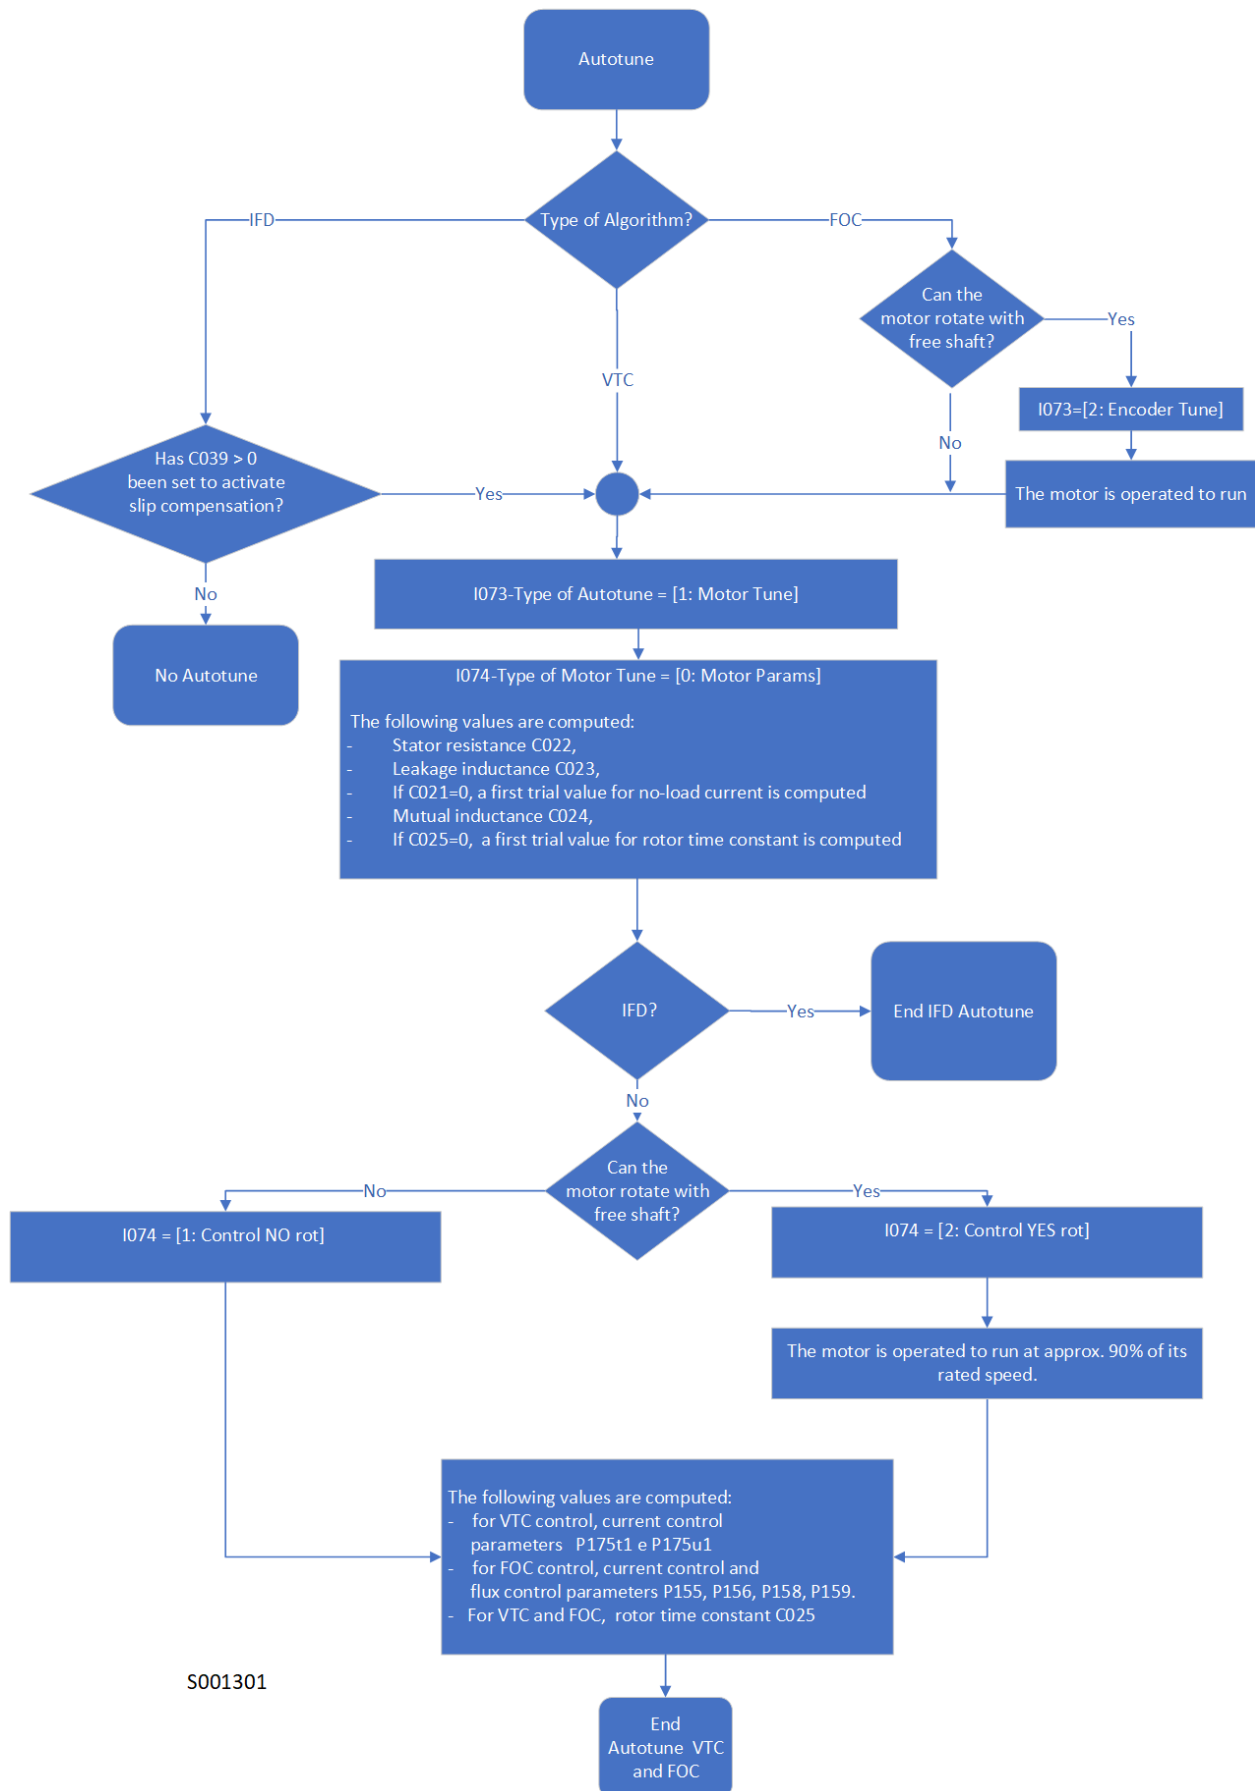 Autotune
Type of Algorithm?
IFD
FOC
VTC
Can the
motor rotate with
free shaft?
Yes
No
I073=[2: Encoder Tune]
The motor is operated to run
Has C039 > 0
been set to activate
slip compensation?
Yes
No
No Autotune
I073-Type of Autotune = [1: Motor Tune]
I074-Type of Motor Tune = [0: Motor Params]
The following values are computed:
- Stator resistance C022,
- Leakage inductance C023,
- If C021=0, a first trial value for no-load current is computed
- Mutual inductance C024,
- If C025=0, a first trial value for rotor time constant is computed
IFD?
Yes
End IFD Autotune
No
Can the
motor rotate with
free shaft?
No
Yes
I074 = [1: Control NO rot]
I074 = [2: Control YES rot]
The motor is operated to run at approx. 90% of its
rated speed.
The following values are computed:
- for VTC control, current control
parameters P175t1 e P175u1
- for FOC control, current control and
flux control parameters P155, P156, P158, P159.
- For VTC and FOC, rotor time constant C025
S001301
End
Autotune VTC
and FOC